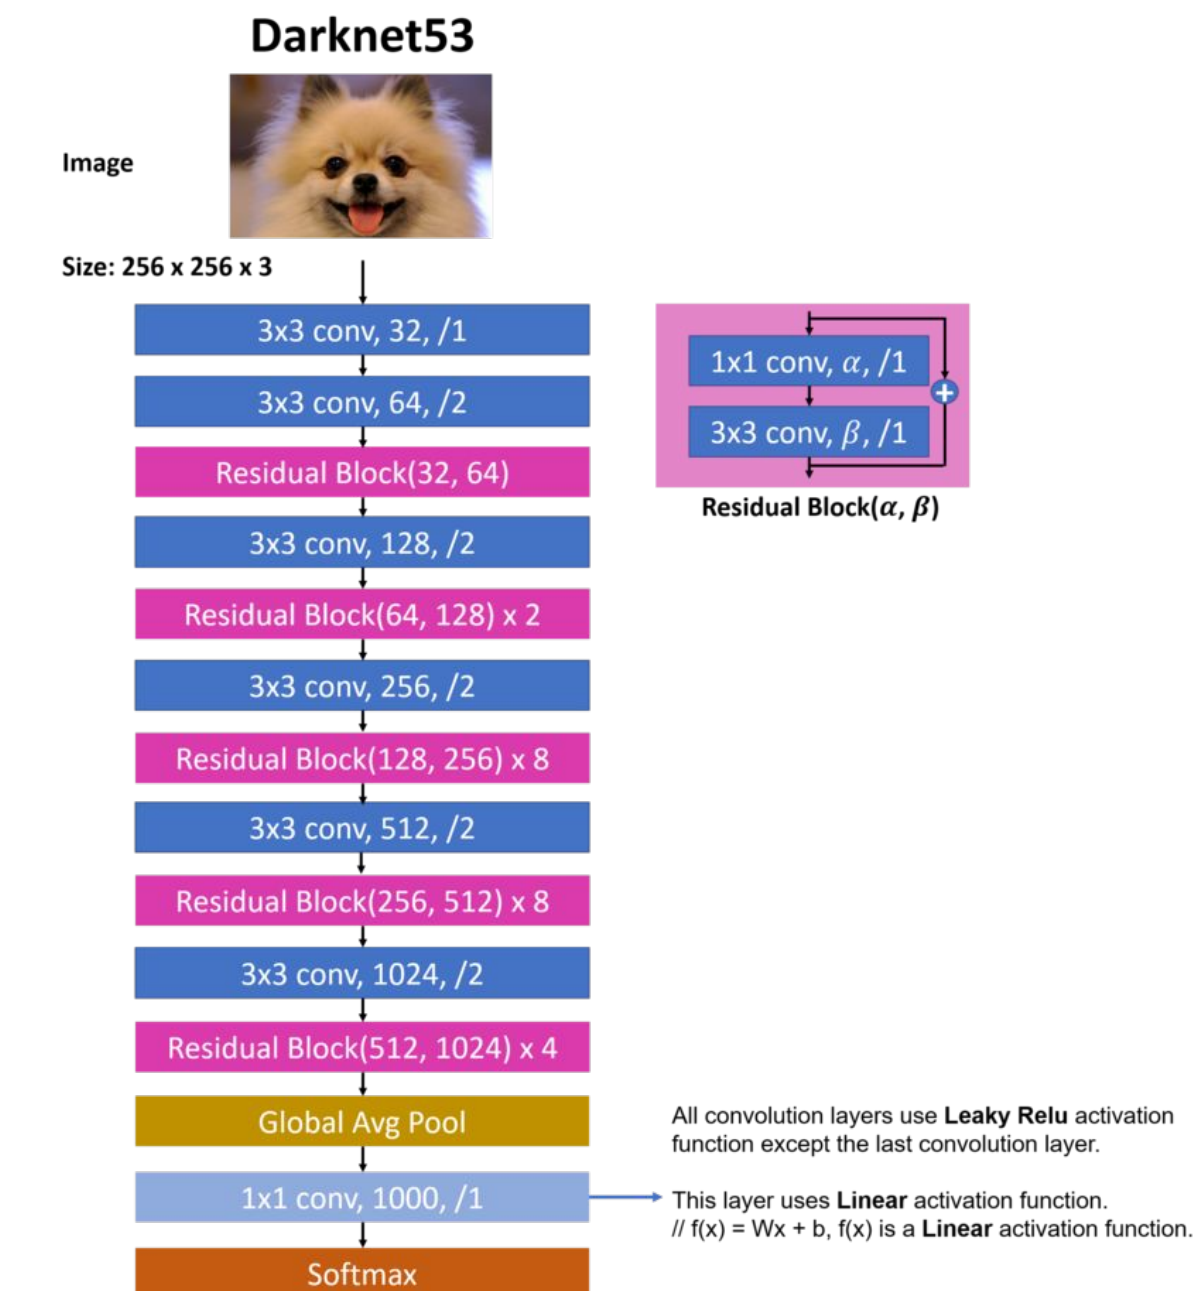 Darknet53
Image
Size: 256 x 256 x 3
3x3 conv, 32, /1
3x3 conv, 64, /2
Residual Block(32, 64)
3x3 conv, 128, /2
Residual Block(64, 128) x 2
3x3 conv, 256, /2
Residual Block(128, 256) x 8
3x3 conv, 512, /2
Residual Block(256, 512) x 8
3x3 conv, 1024, /2
Residual Block(512, 1024) x 4
Global Avg Pool
1x1 conv, 1000, /1
Softmax
1x1 conv, α, /1
+
3x3 conv, β, /1
Residual Block(α, β)
All convolution layers use Leaky Relu activation
function except the last convolution layer.
This layer uses Linear activation function.
// f(x) = Wx + b, f(x) is a Linear activation function.